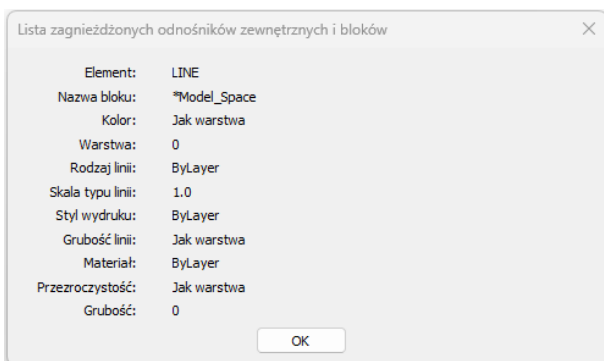 Lista zagnieżdżonych odnośników zewnętrznych i bloków
Element: LINE
Nazwa bloku: *Model_Space
Kolor: Jak warstwa
Warstwa: 0
Rodzaj linii: ByLayer
Skala typu linii: 1.0
Styl wydruku: ByLayer
Grubość linii: Jak warstwa
Materiał: ByLayer
Przezroczystość: Jak warstwa
Grubość: 0
OK